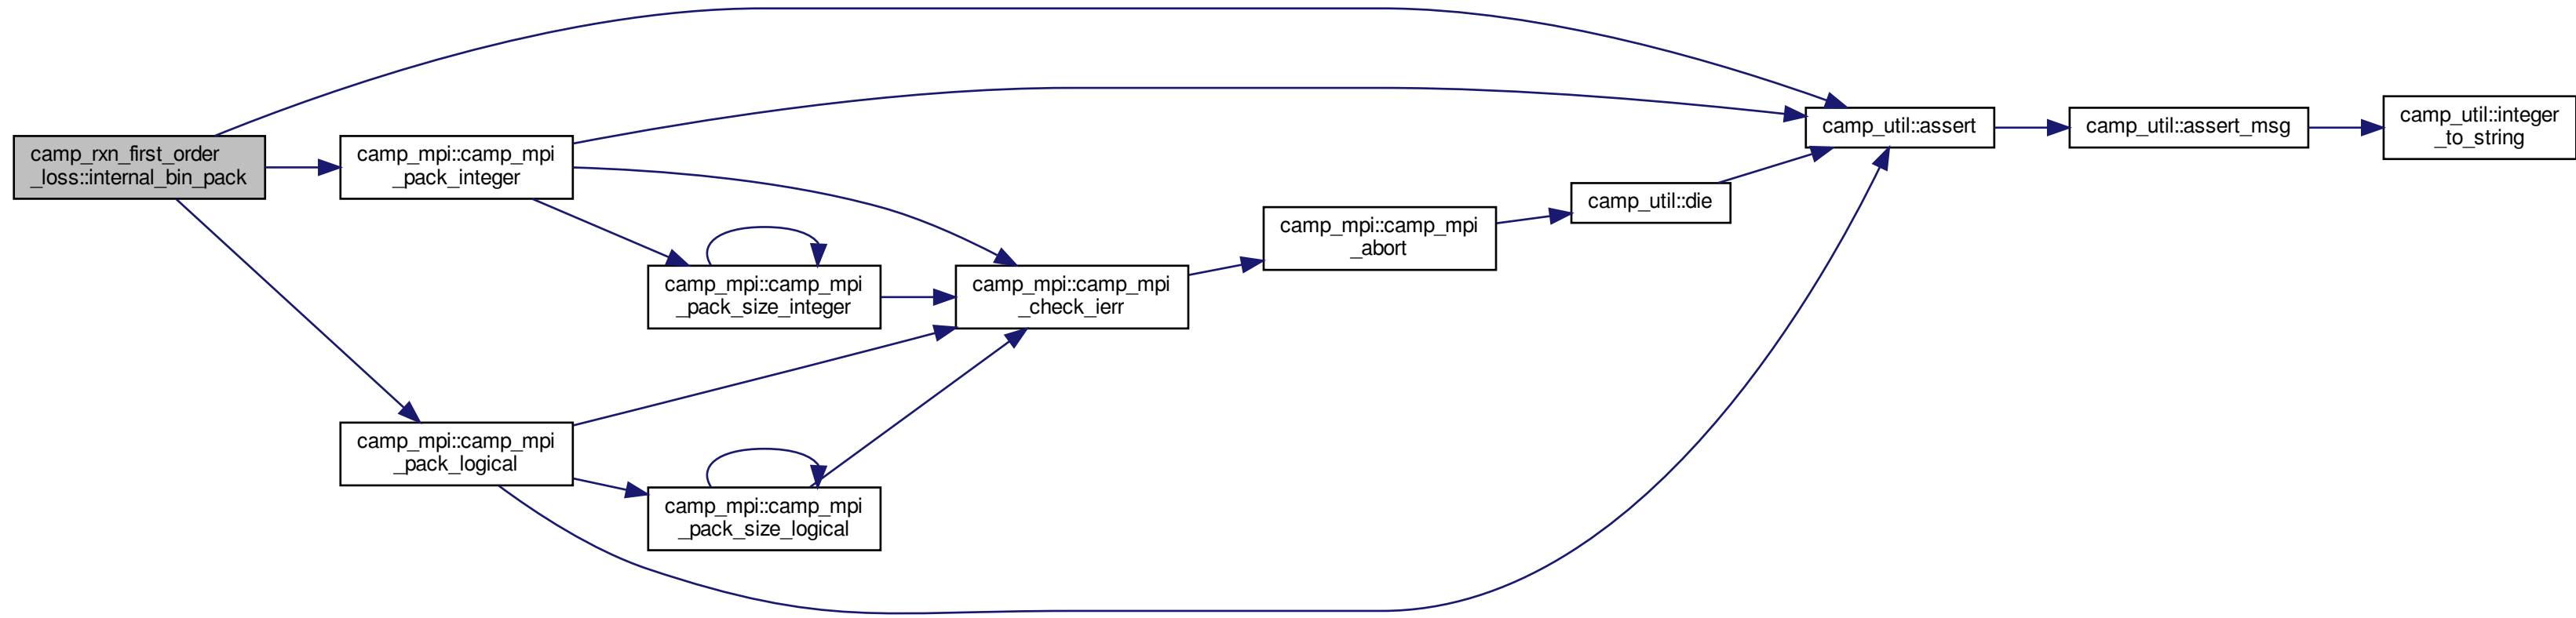 camp_rxn_first_order
_loss::internal_bin_pack
camp_mpi::camp_mpi
_pack_integer
camp_util::assert
camp_util::assert_msg
camp_util::integer
_to_string
camp_util::die
camp_mpi::camp_mpi
_abort
camp_mpi::camp_mpi
_pack_size_integer
camp_mpi::camp_mpi
_check_ierr
camp_mpi::camp_mpi
_pack_logical
camp_mpi::camp_mpi
_pack_size_logical